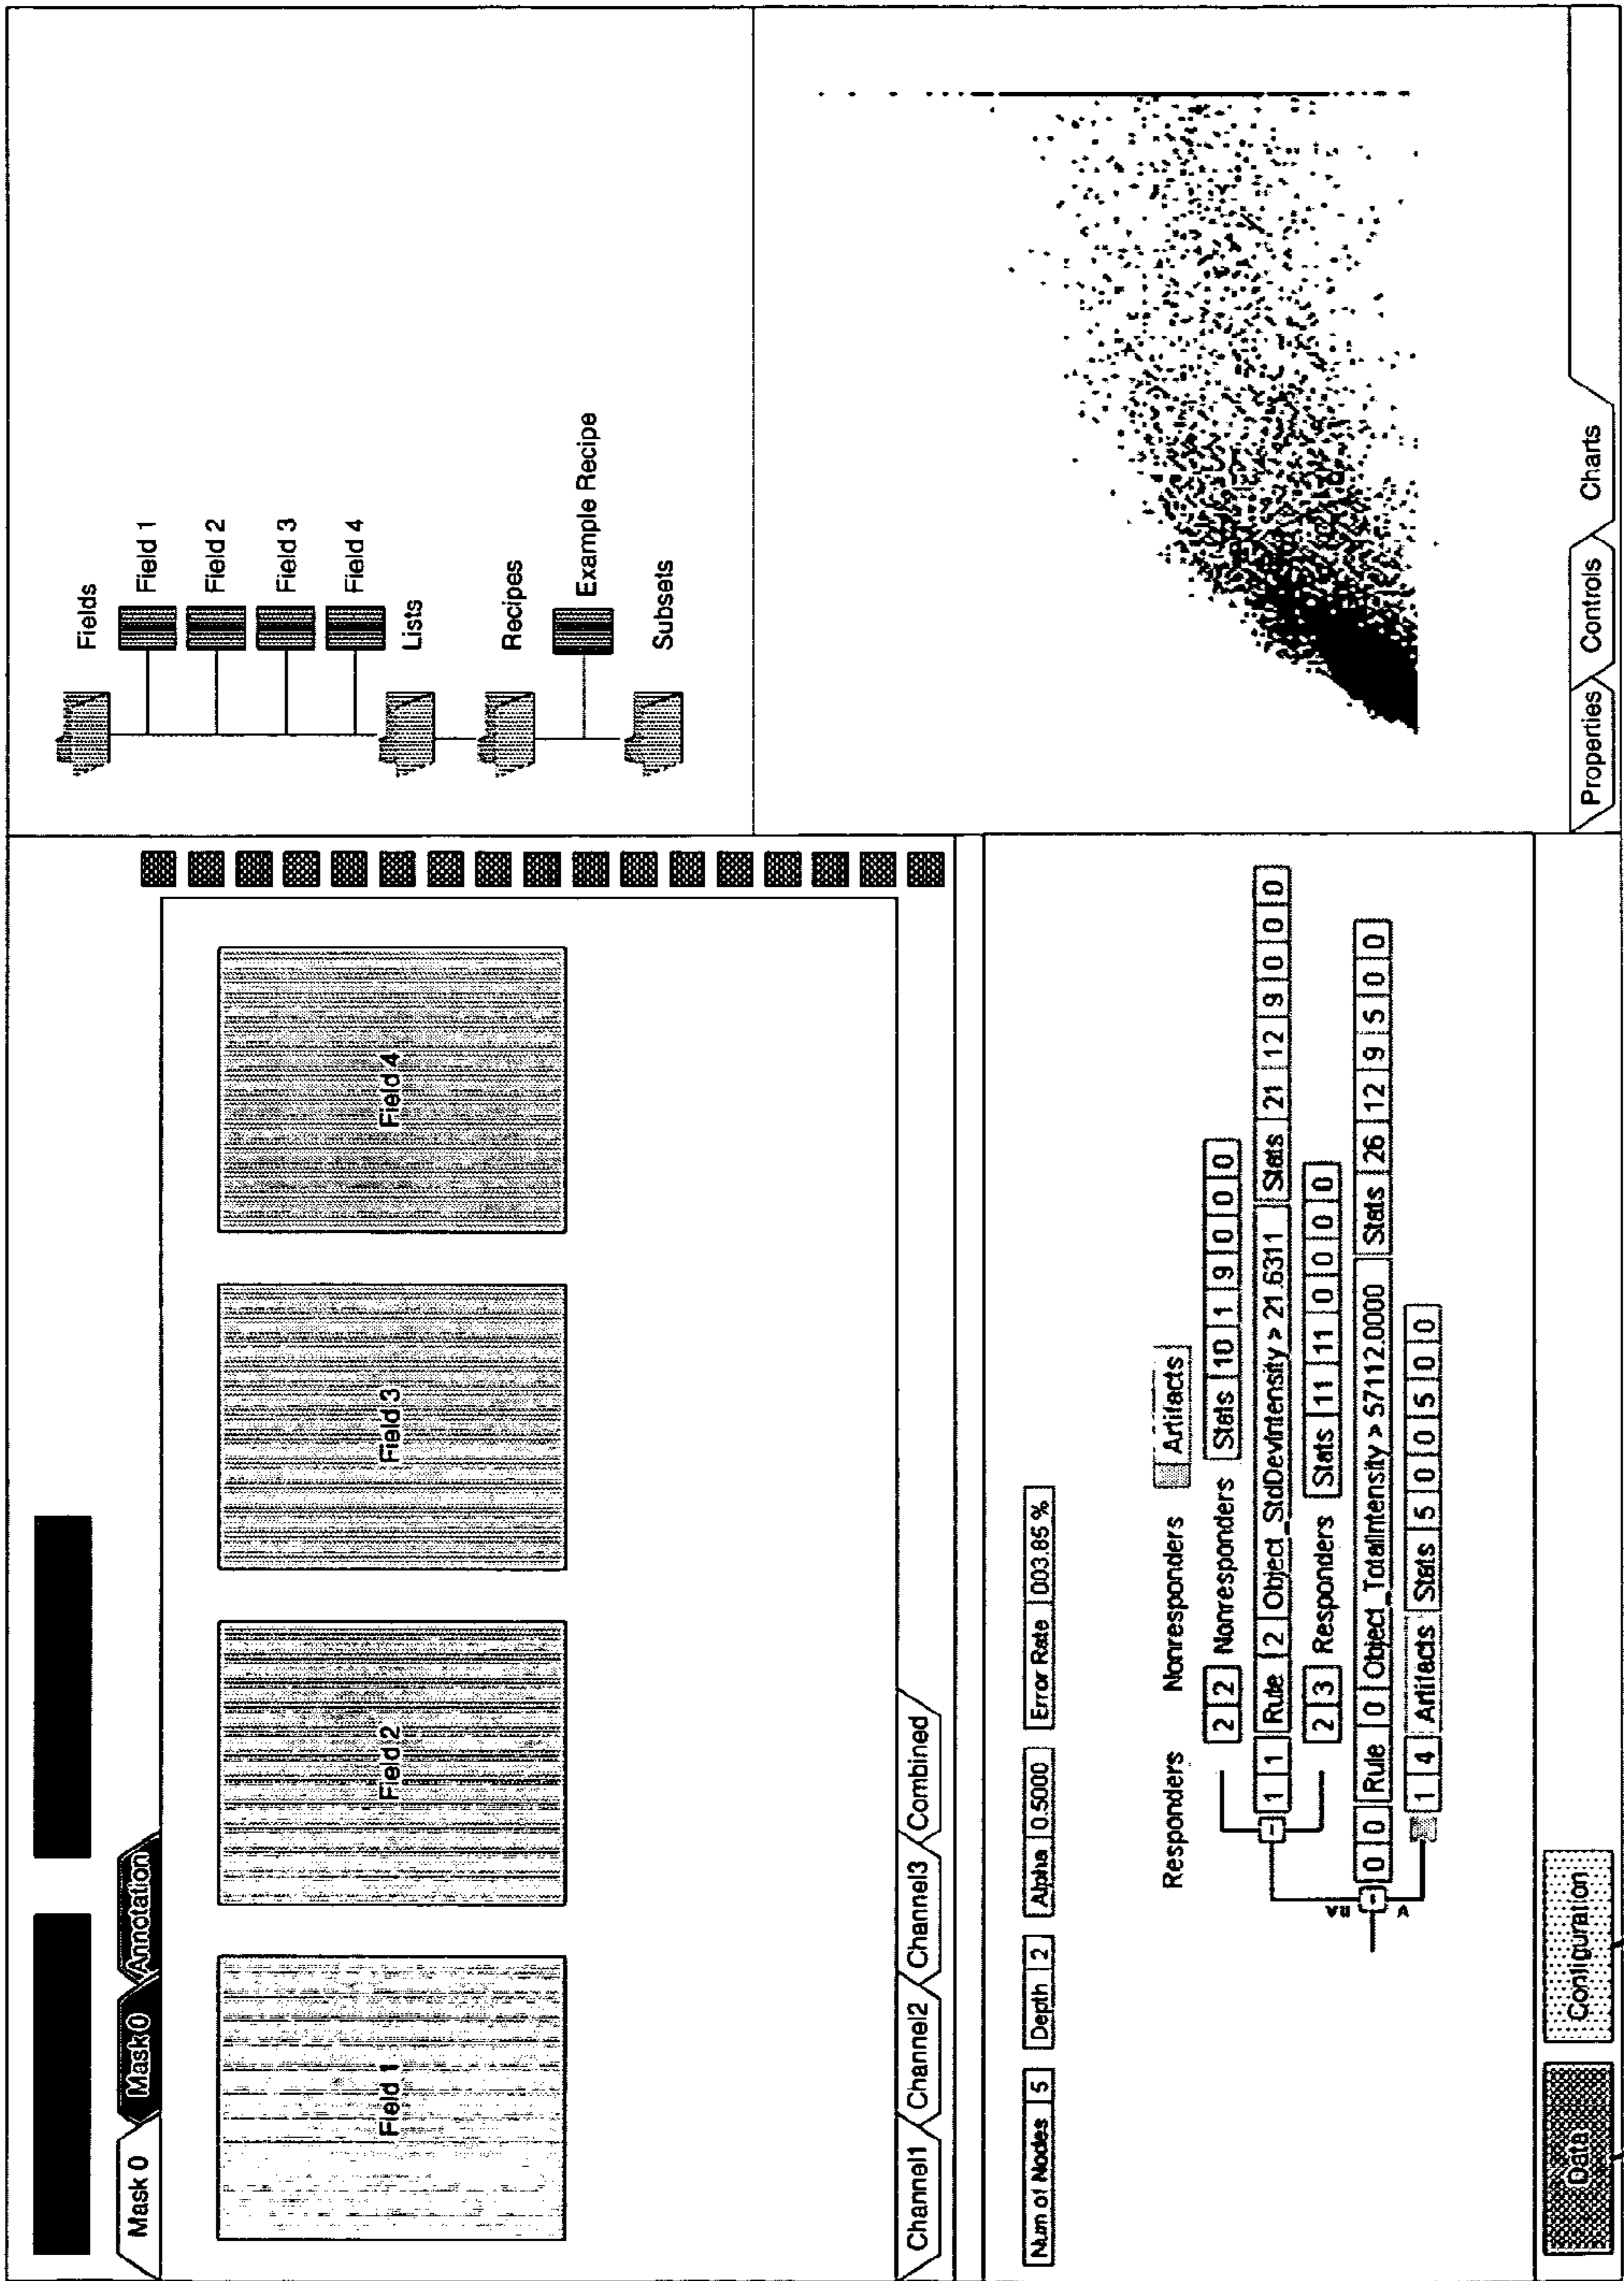 Mask 0 Mask 0 Annotation
Field 1 Field 2 Field 3 Field 4
Channel1 Channel2 Channel3 Combined
Fields
Field 1
Field 2
Field 3
Field 4
Lists
Recipes
Example Recipe
Subsets
Num of Nodes 5 Depth 2 Alpha 0.5000 Error Rate 003.85 %
Responders Nonresponders Artifacts
2 2 Nonresponders Stats 10 1 9 0 0 0
1 1 Rule 2 Object_StdDevIntensity > 21.6311 Stats 21 12 9 0 0 0
2 3 Responders Stats 11 11 0 0 0 0
0 0 Rule 0 Object_TotalIntensity > 57112.0000 Stats 26 12 9 5 0 0
1 4 Artifacts Stats 5 0 0 5 0 0
Properties Controls Charts
Data Configuration